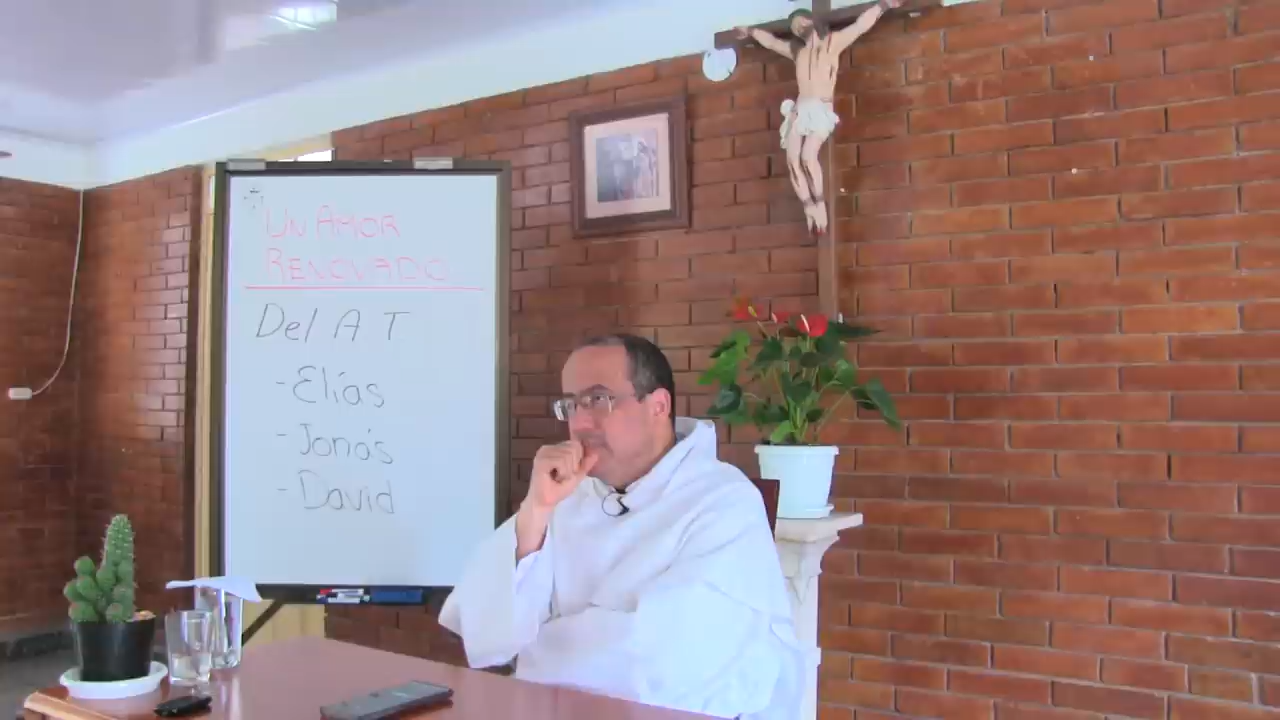 Un Amor
Renovado
Del A T
- Elías
- Jonás
- David